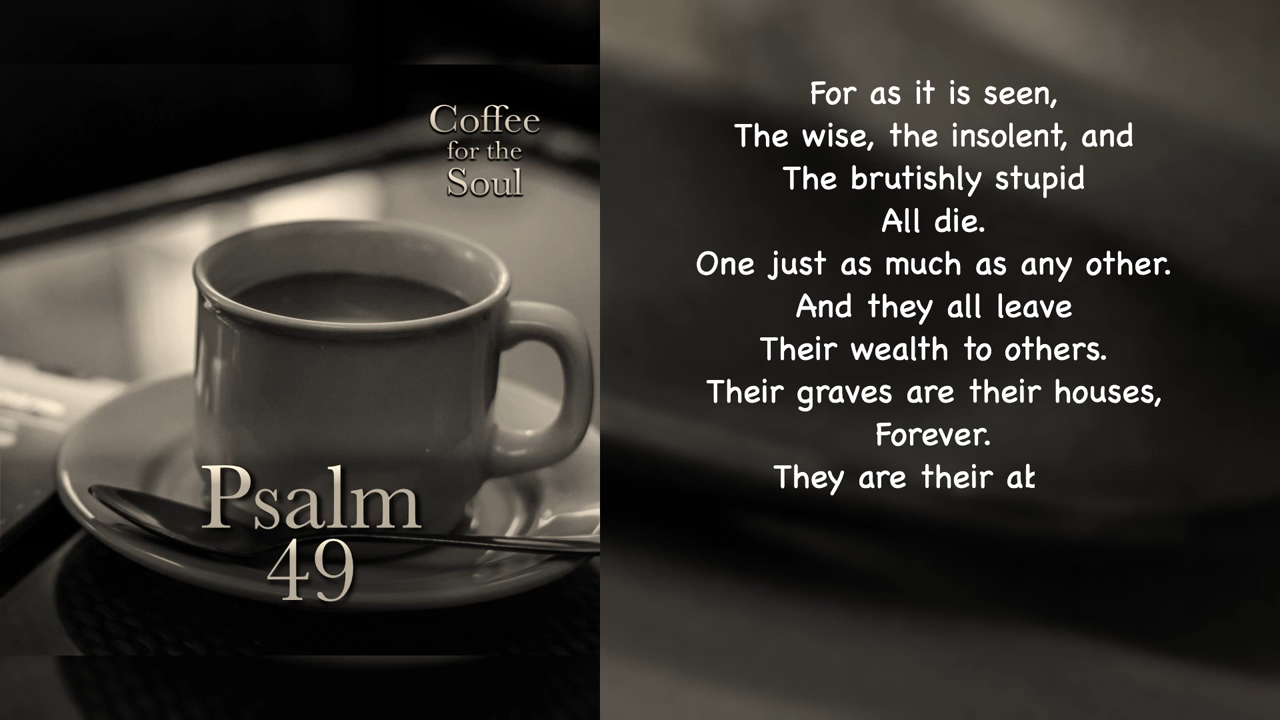 Coffee
for the
Soul
Psalm
49
For as it is seen,
The wise, the insolent, and
The brutishly stupid
All die.
One just as much as any other.
And they all leave
Their wealth to others.
Their graves are their houses,
Forever.
They are their